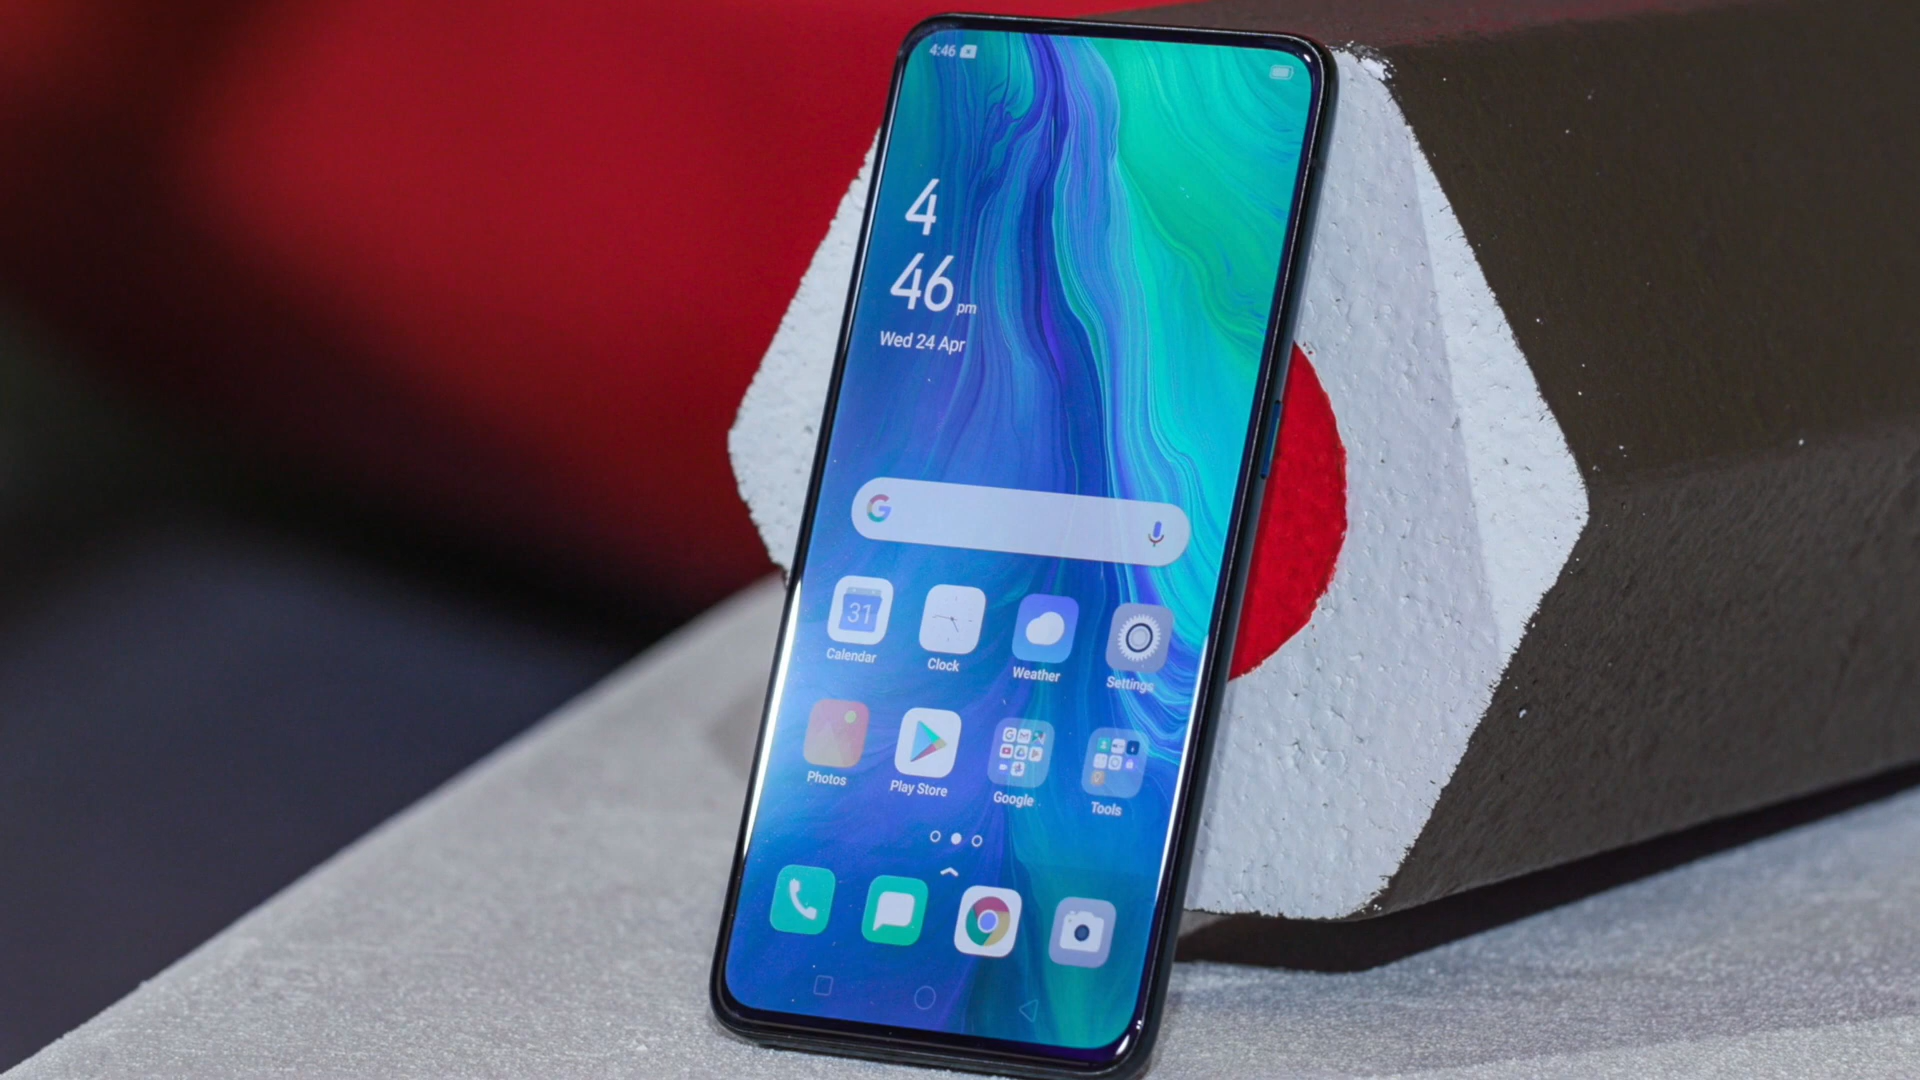 4:46
4
46 pm
Wed 24 Apr
G
31
Calendar
Clock
Weather
Settings
Photos
Play Store
Google
Tools